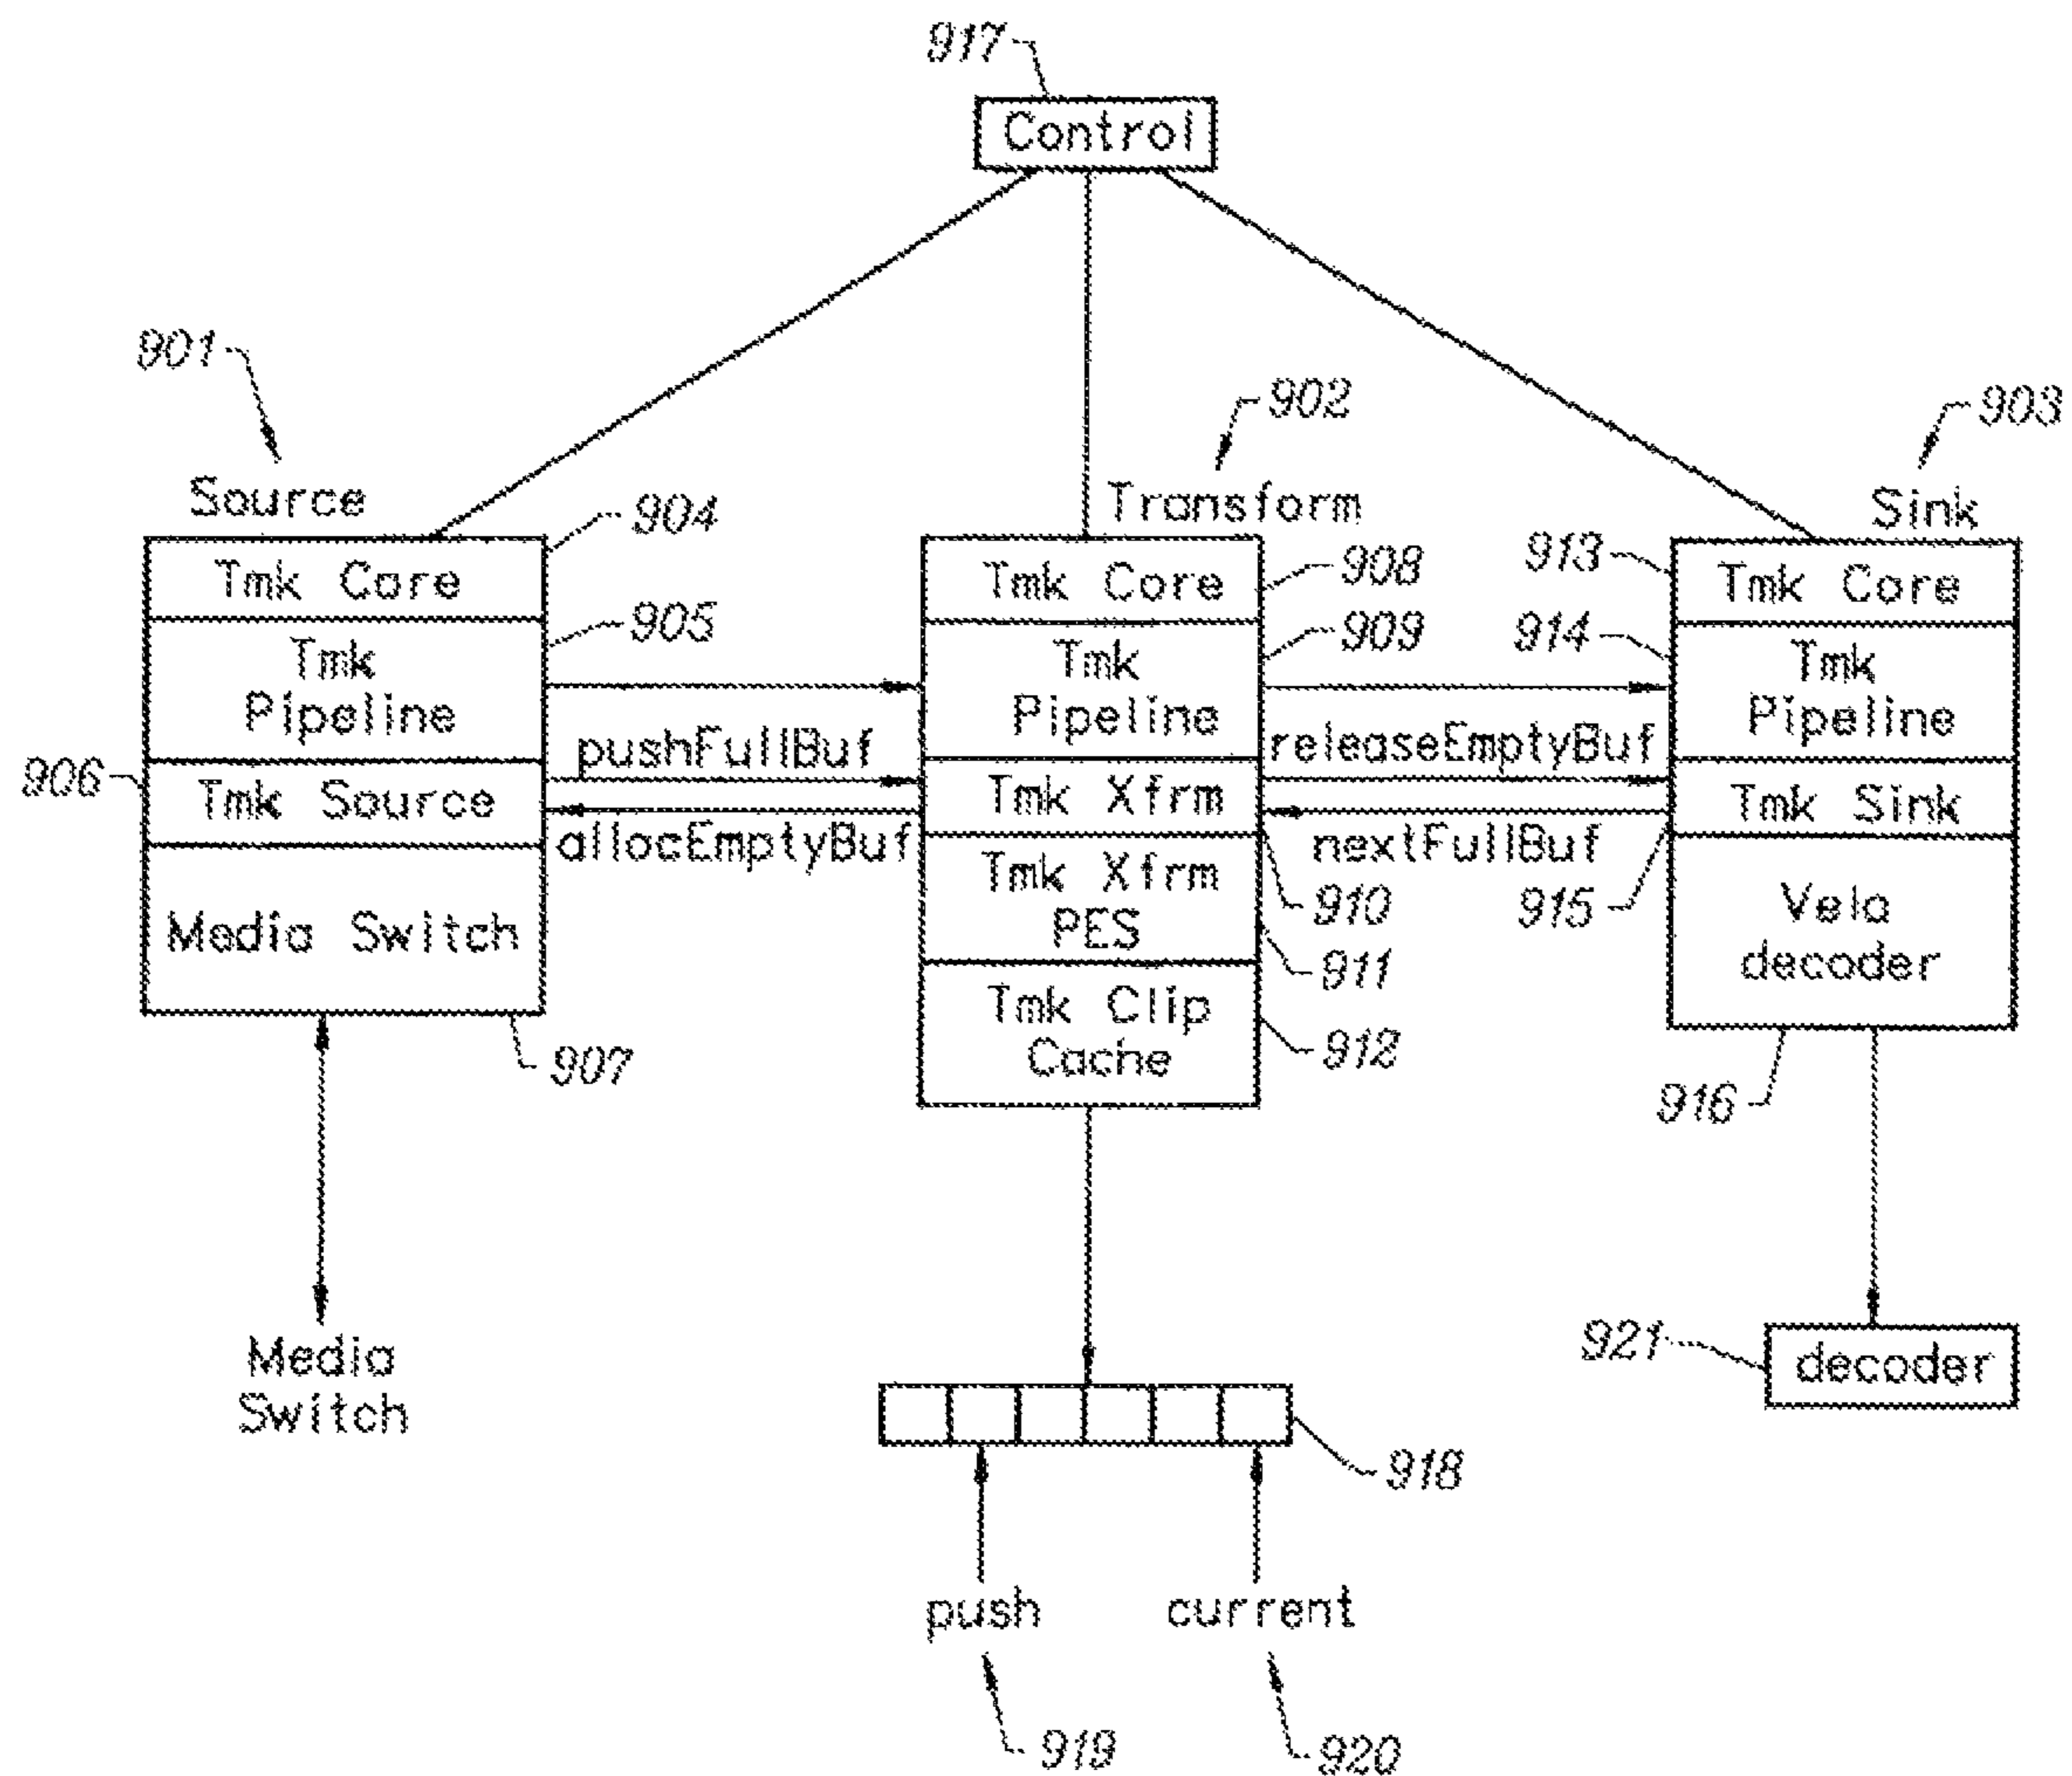 917
Control
901
902
903
Source
Transform
Sink
904
Tmk Core
905
Tmk
Pipeline
906
Tmk Source
Media Switch
907
pushFullBuf
allocEmptyBuf
908
Tmk Core
909
Tmk
Pipeline
Tmk Xfrm
910
Tmk Xfrm
PES
911
Tmk Clip
Cache
912
releaseEmptyBuf
nextFullBuf
913
Tmk Core
914
Tmk
Pipeline
Tmk Sink
915
Vela
decoder
916
Media
Switch
921
decoder
918
push
current
919
920